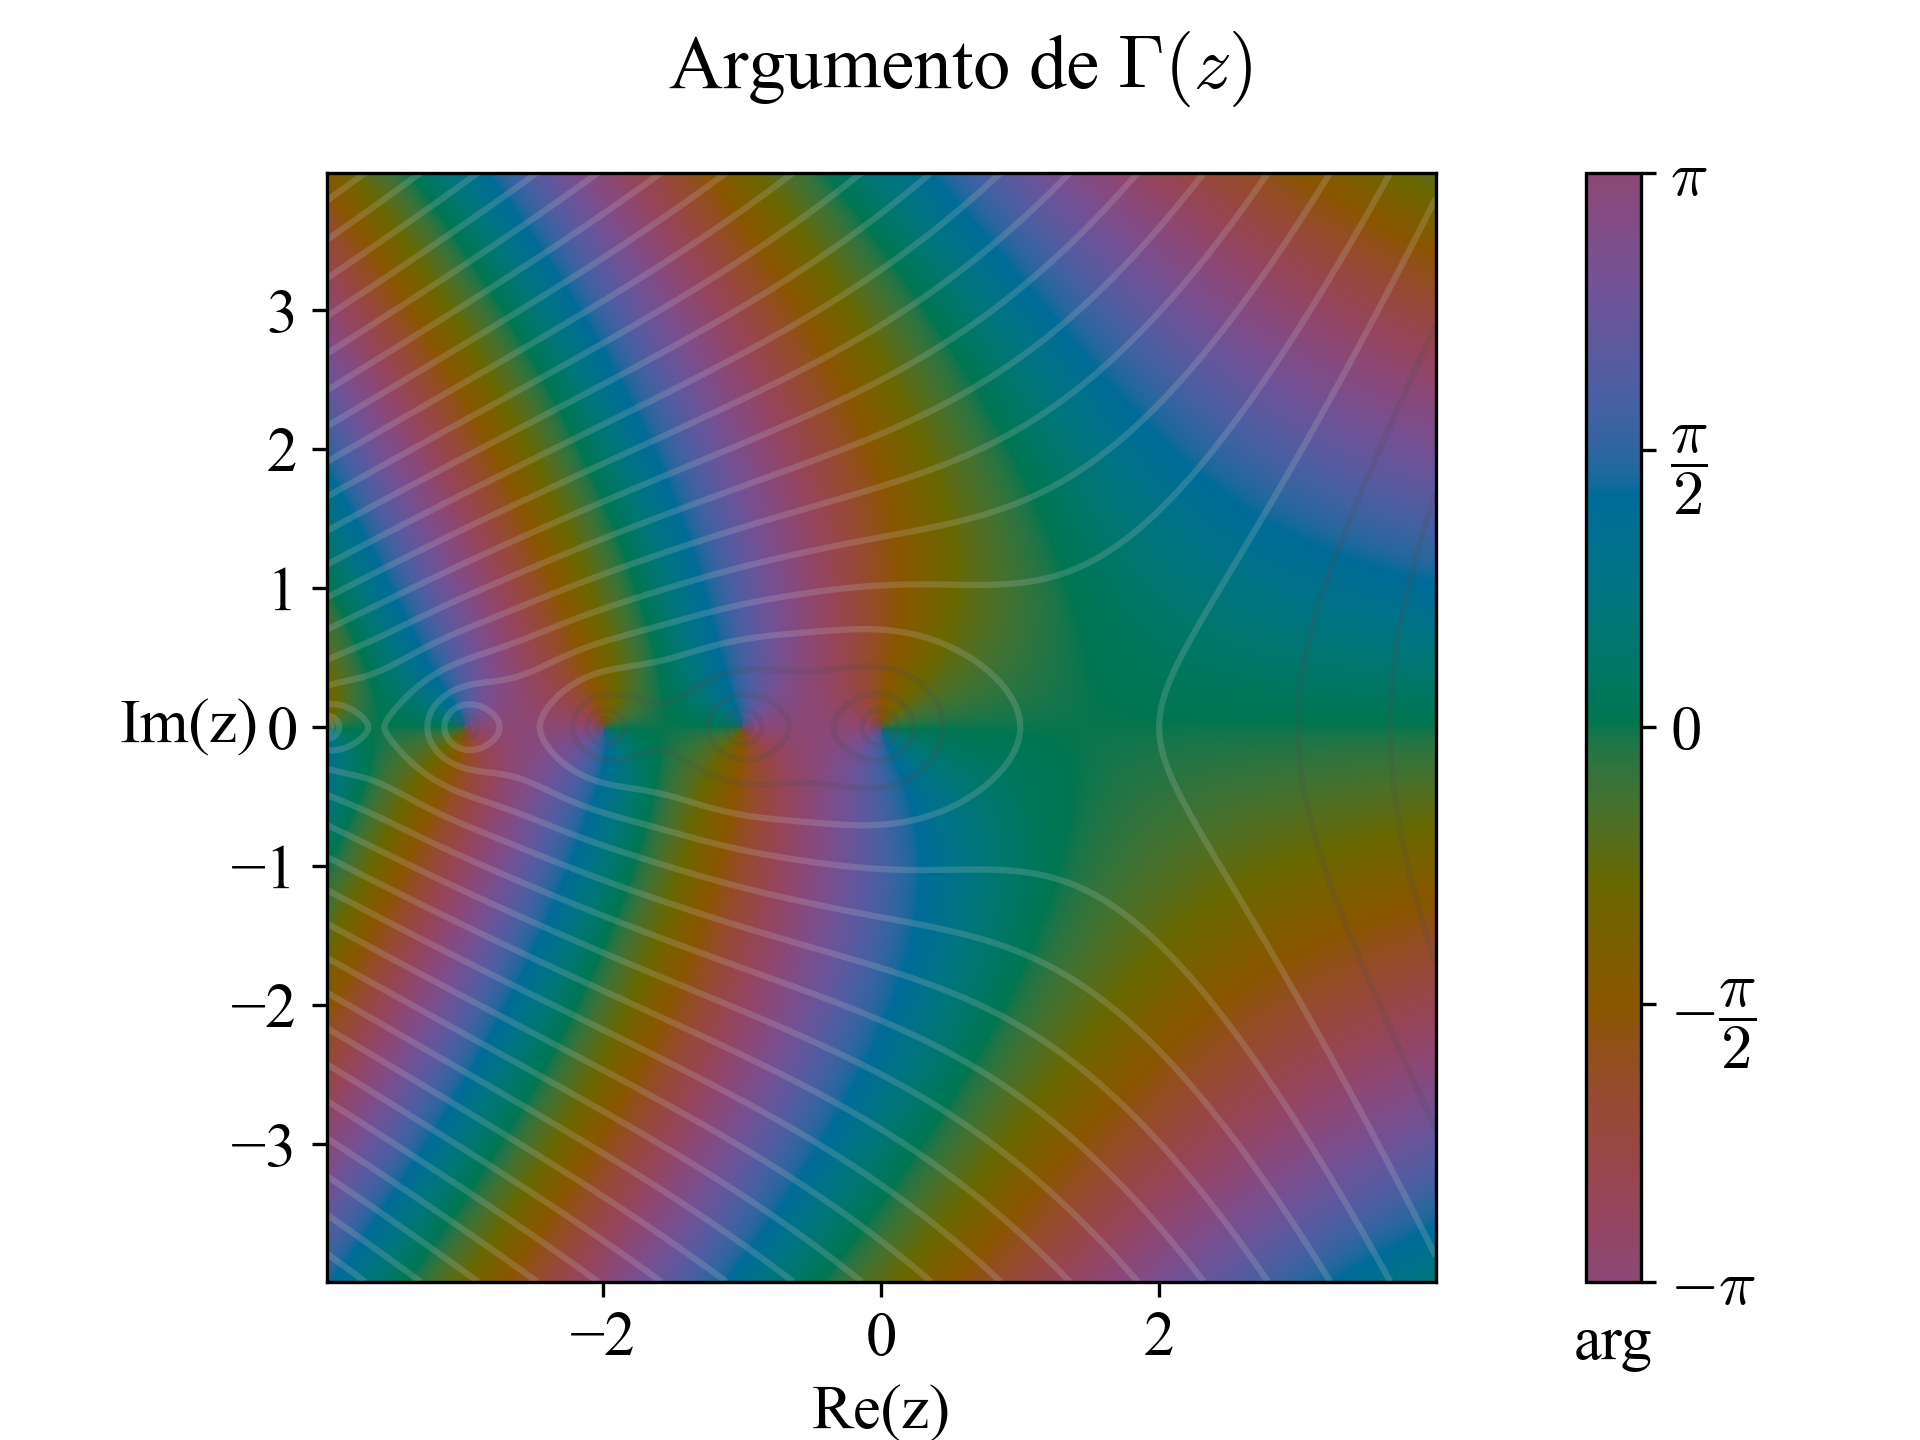 Argumento de Γ(z)
3
2
1
Im(z) 0
−1
−2
−3
−2 0 2
Re(z)
π
π/2
0
−π/2
−π
arg